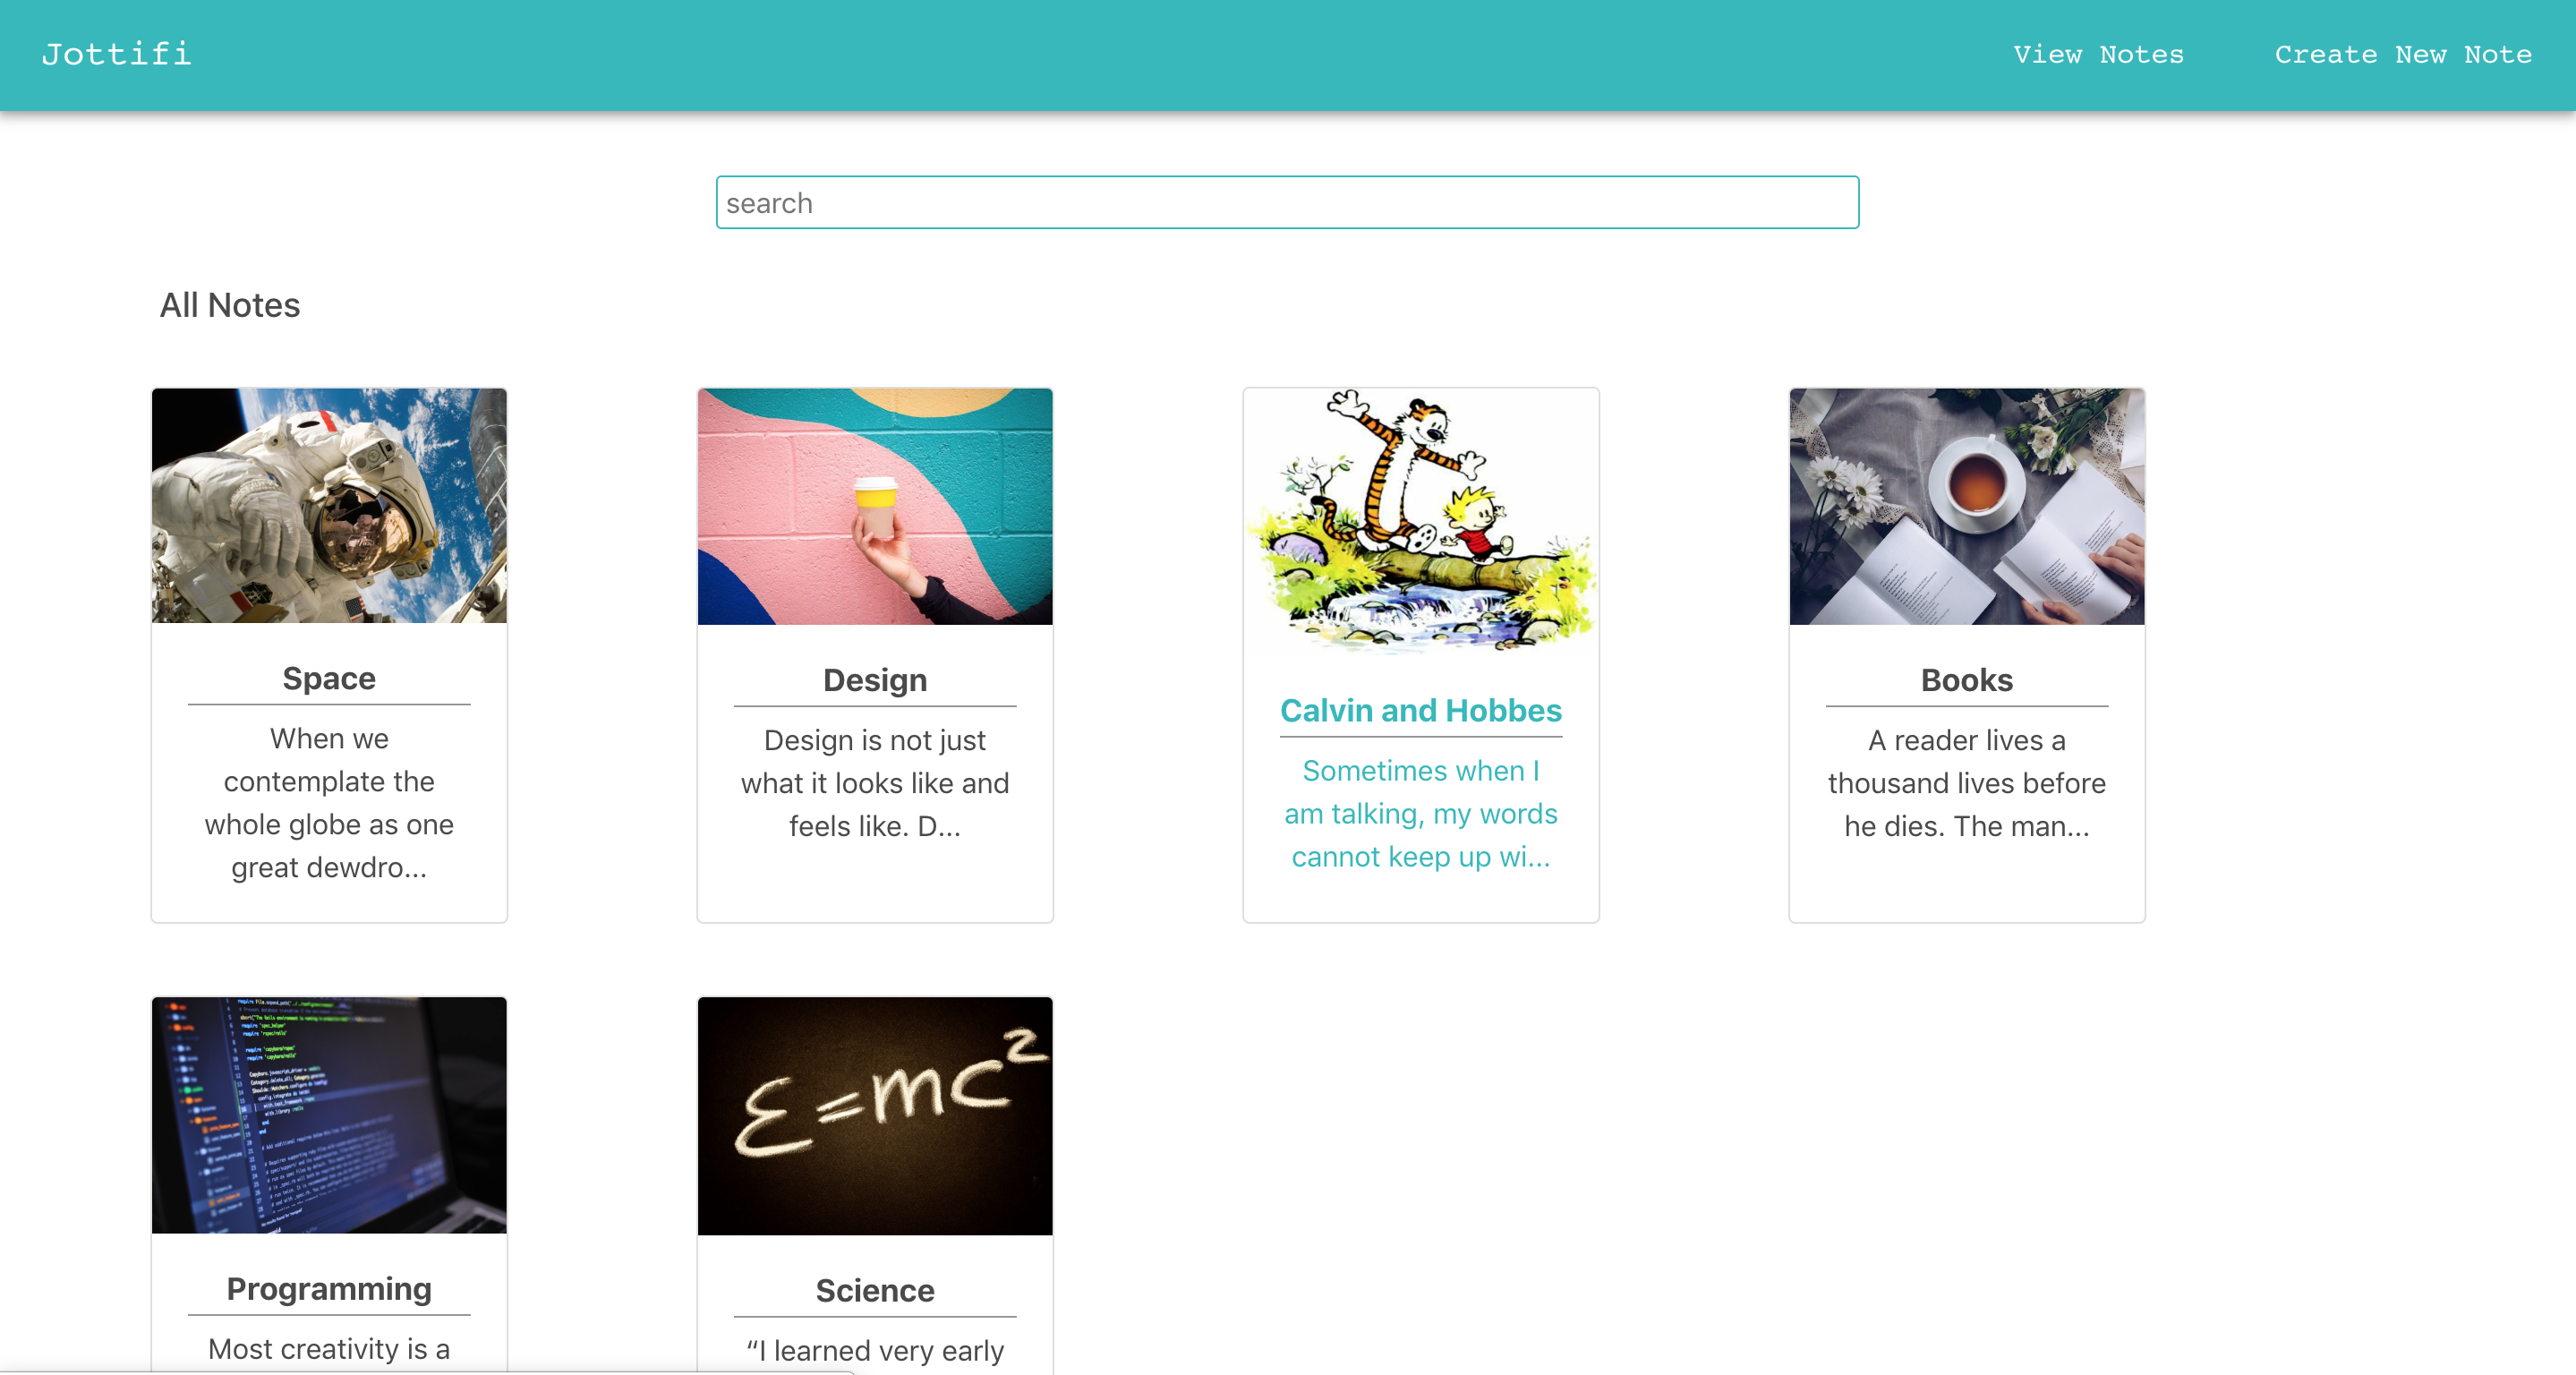 Jottifi
View Notes
Create New Note
search
All Notes
Space
When we
contemplate the
whole globe as one
great dewdro...
Design
Design is not just
what it looks like and
feels like. D...
Calvin and Hobbes
Sometimes when I
am talking, my words
cannot keep up wi...
Books
A reader lives a
thousand lives before
he dies. The man...
Programming
Most creativity is a
ε=mc²
Science
“I learned very early